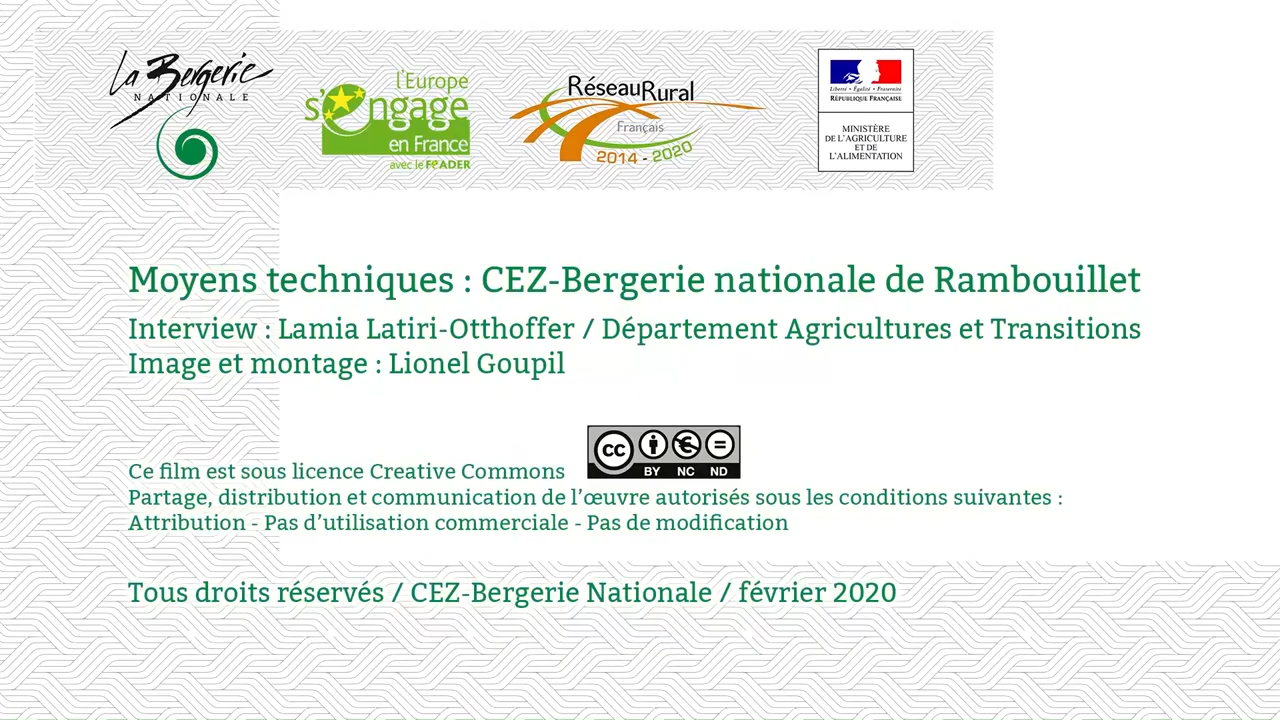 La Bergerie
NATIONALE
l'Europe
s'engage
en France
avec le FEADER
RéseauRural
Français
2014 - 2020
Liberté • Égalité • Fraternité
RÉPUBLIQUE FRANÇAISE
MINISTÈRE
DE L'AGRICULTURE
ET DE
L'ALIMENTATION
Moyens techniques : CEZ-Bergerie nationale de Rambouillet
Interview : Lamia Latiri-Otthoffer / Département Agricultures et Transitions
Image et montage : Lionel Goupil
cc
BY NC ND
Ce film est sous licence Creative Commons
Partage, distribution et communication de l'œuvre autorisés sous les conditions suivantes :
Attribution - Pas d'utilisation commerciale - Pas de modification
Tous droits réservés / CEZ-Bergerie Nationale / février 2020